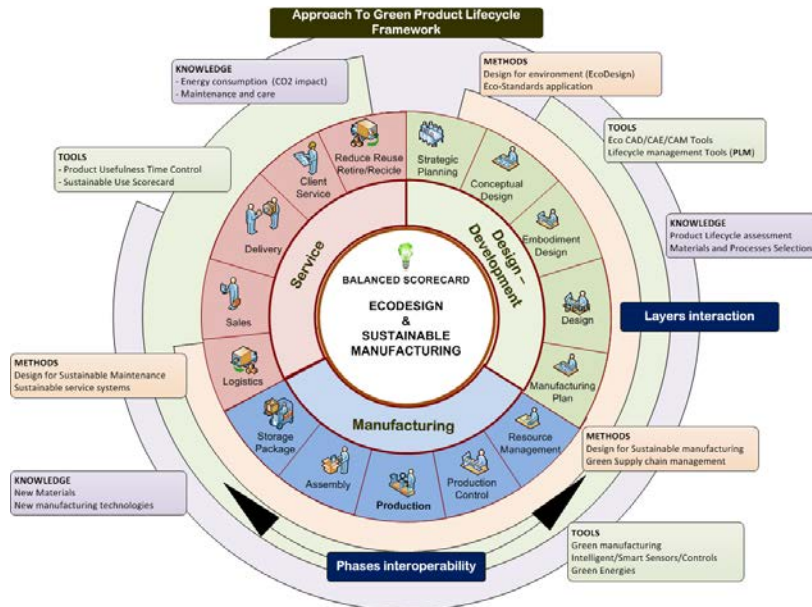 Approach To Green Product Lifecycle
Framework
KNOWLEDGE
- Energy consumption (CO2 impact)
- Maintenance and care
METHODS
Design for environment (EcoDesign)
Eco-Standards application
TOOLS
- Product Usefulness Time Control
- Sustainable Use Scorecard
TOOLS
Eco CAD/CAE/CAM Tools
Lifecycle management Tools (PLM)
KNOWLEDGE
Product Lifecycle assessment
Materials and Processes Selection
Reduce Reuse
Retire/Recicle
Client
Service
Delivery
Sales
Logistics
Strategic
Planning
Conceptual
Design
Embodiment
Design
Design
Manufacturing
Plan
Service
Design –
Development
Manufacturing
BALANCED SCORECARD
ECODESIGN
&
SUSTAINABLE
MANUFACTURING
Layers interaction
METHODS
Design for Sustainable Maintenance
Sustainable service systems
Storage
Package
Assembly
Production
Production
Control
Resource
Management
METHODS
Design for Sustainable manufacturing
Green Supply chain management
KNOWLEDGE
New Materials
New manufacturing technologies
TOOLS
Green manufacturing
Intelligent/Smart Sensors/Controls
Green Energies
Phases interoperability